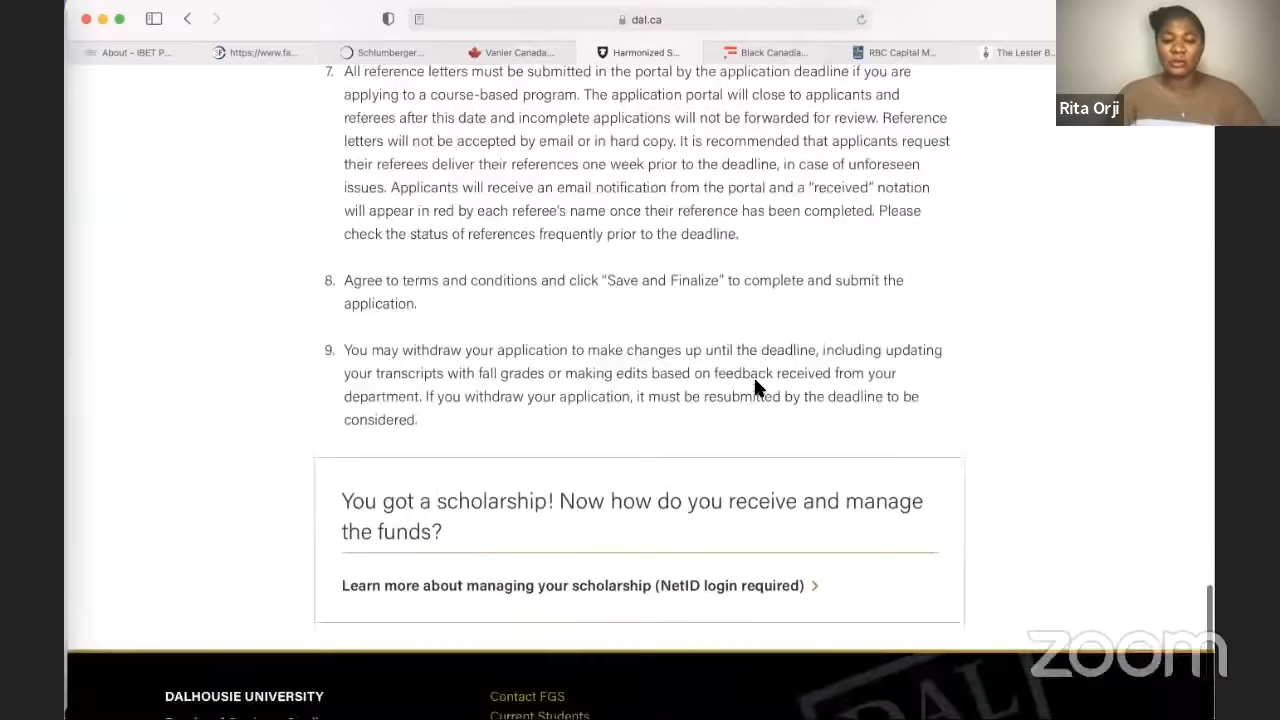 dal.ca
About – IBET P...
https://www.fa...
Schlumberger...
Vanier Canada...
Harmonized S...
Black Canadia...
RBC Capital M...
The Lester B...
Rita Orji
7. All reference letters must be submitted in the portal by the application deadline if you are
applying to a course-based program. The application portal will close to applicants and
referees after this date and incomplete applications will not be forwarded for review. Reference
letters will not be accepted by email or in hard copy. It is recommended that applicants request
their referees deliver their references one week prior to the deadline, in case of unforeseen
issues. Applicants will receive an email notification from the portal and a “received” notation
will appear in red by each referee’s name once their reference has been completed. Please
check the status of references frequently prior to the deadline.
8. Agree to terms and conditions and click “Save and Finalize” to complete and submit the
application.
9. You may withdraw your application to make changes up until the deadline, including updating
your transcripts with fall grades or making edits based on feedback received from your
department. If you withdraw your application, it must be resubmitted by the deadline to be
considered.
You got a scholarship! Now how do you receive and manage
the funds?
Learn more about managing your scholarship (NetID login required)
zoom
DALHOUSIE UNIVERSITY
Contact FGS
Current Students
DAL